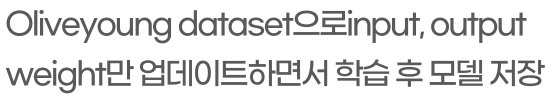 Oliveyoung dataset으로input, output
weight만 업데이트하면서 학습 후 모델 저장